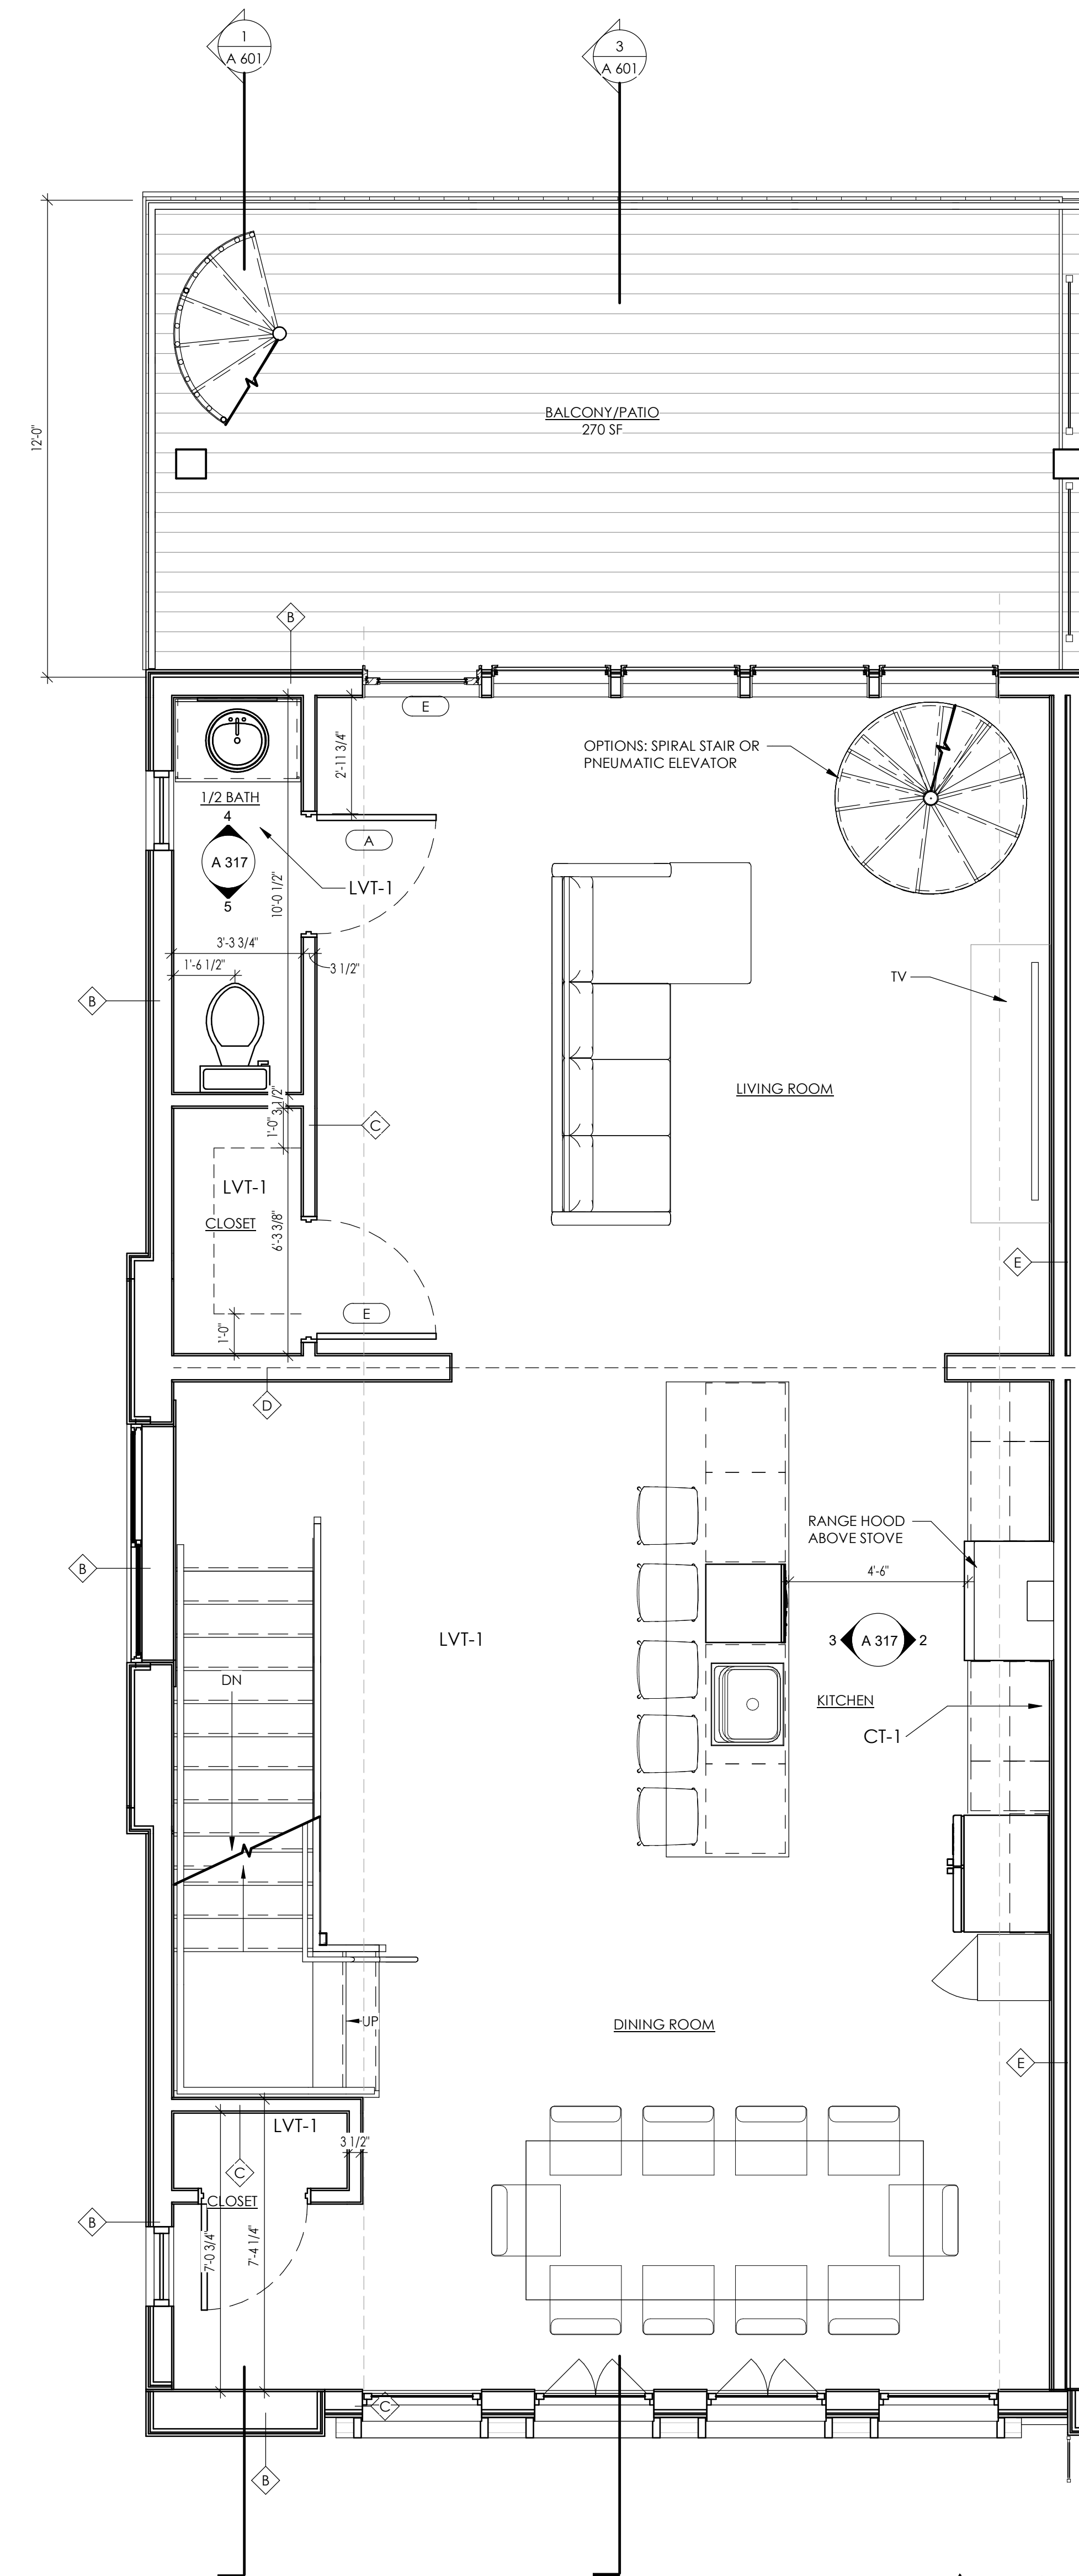 1
A 601
3
A 601
12'-0"
BALCONY/PATIO
270 SF
B
E
2'-11 3/4"
OPTIONS: SPIRAL STAIR OR
PNEUMATIC ELEVATOR
1/2 BATH
4
A 317
5
A
LVT-1
10'-0 1/2"
3'-3 3/4"
1'-6 1/2"
3 1/2"
TV
B
LIVING ROOM
3 1/2"
1'-0"
C
LVT-1
CLOSET
6'-3 3/8"
E
E
1'-0"
D
RANGE HOOD
ABOVE STOVE
B
4'-6"
LVT-1
3
A 317
2
DN
KITCHEN
CT-1
UP
DINING ROOM
E
LVT-1
3 1/2"
C
CLOSET
B
7'-0 3/4"
7'-4 1/4"
C
B